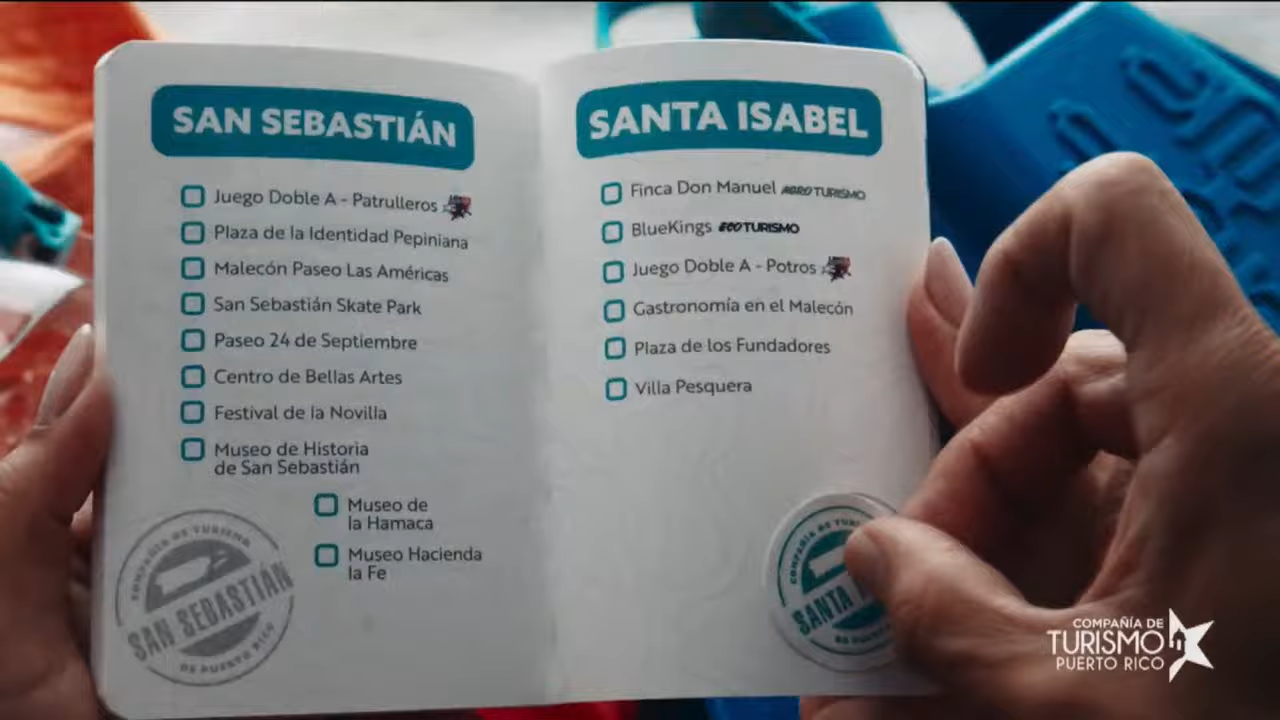 SAN SEBASTIÁN
Juego Doble A - Patrulleros
Plaza de la Identidad Pepiniana
Malecón Paseo Las Américas
San Sebastián Skate Park
Paseo 24 de Septiembre
Centro de Bellas Artes
Festival de la Novilla
Museo de Historia
de San Sebastián
Museo de
la Hamaca
Museo Hacienda
la Fe
COMPAÑÍA DE TURISMO
SAN SEBASTIÁN
DE PUERTO RICO
SANTA ISABEL
Finca Don Manuel AGROTURISMO
BlueKings ECOTURISMO
Juego Doble A - Potros
Gastronomía en el Malecón
Plaza de los Fundadores
Villa Pesquera
COMPAÑÍA DE
SANTA
DE PUERTO
COMPAÑÍA DE
TURISMO
PUERTO RICO